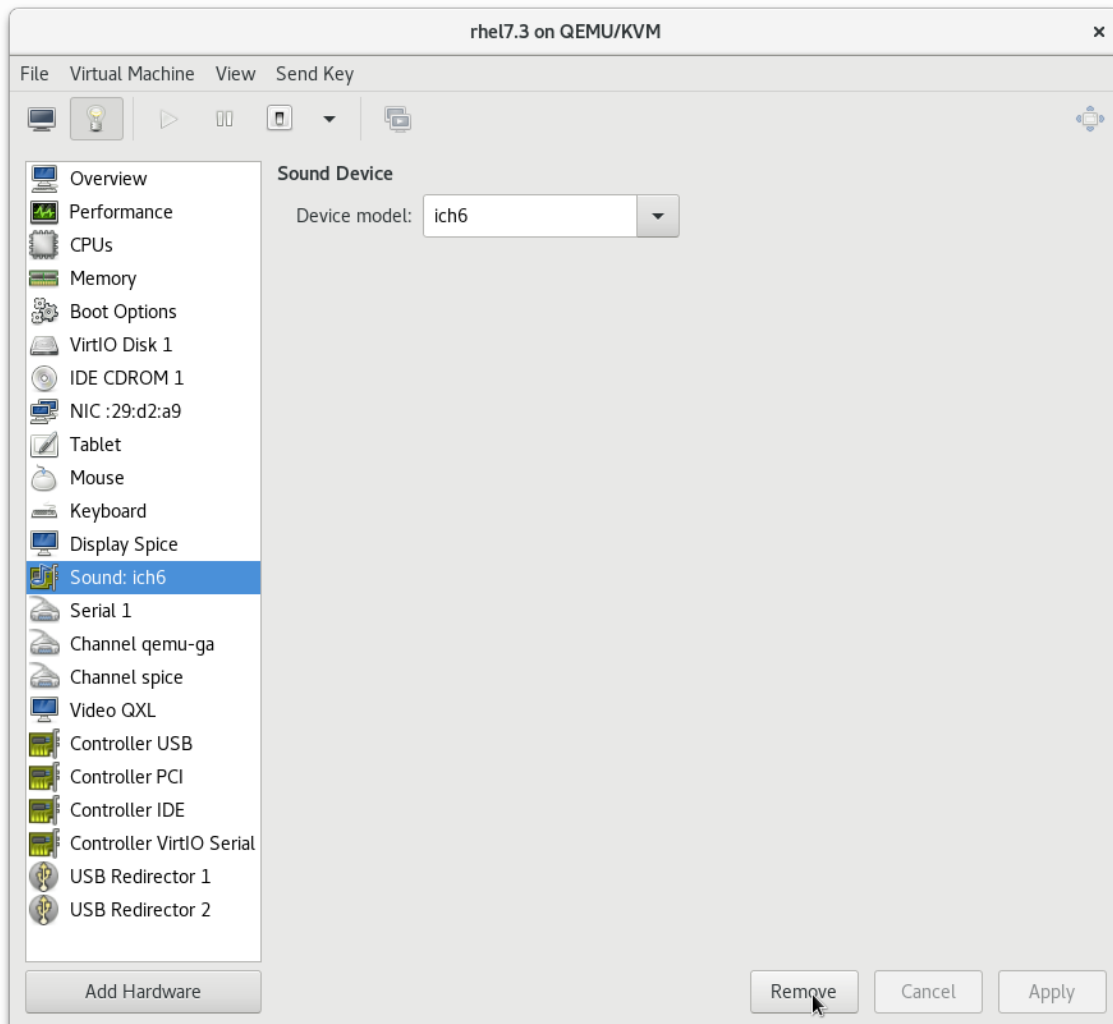 rhel7.3 on QEMU/KVM
File Virtual Machine View Send Key
Overview
Performance
CPUs
Memory
Boot Options
VirtIO Disk 1
IDE CDROM 1
NIC :29:d2:a9
Tablet
Mouse
Keyboard
Display Spice
Sound: ich6
Serial 1
Channel qemu-ga
Channel spice
Video QXL
Controller USB
Controller PCI
Controller IDE
Controller VirtIO Serial
USB Redirector 1
USB Redirector 2
Add Hardware
Sound Device
Device model: ich6
Remove Cancel Apply